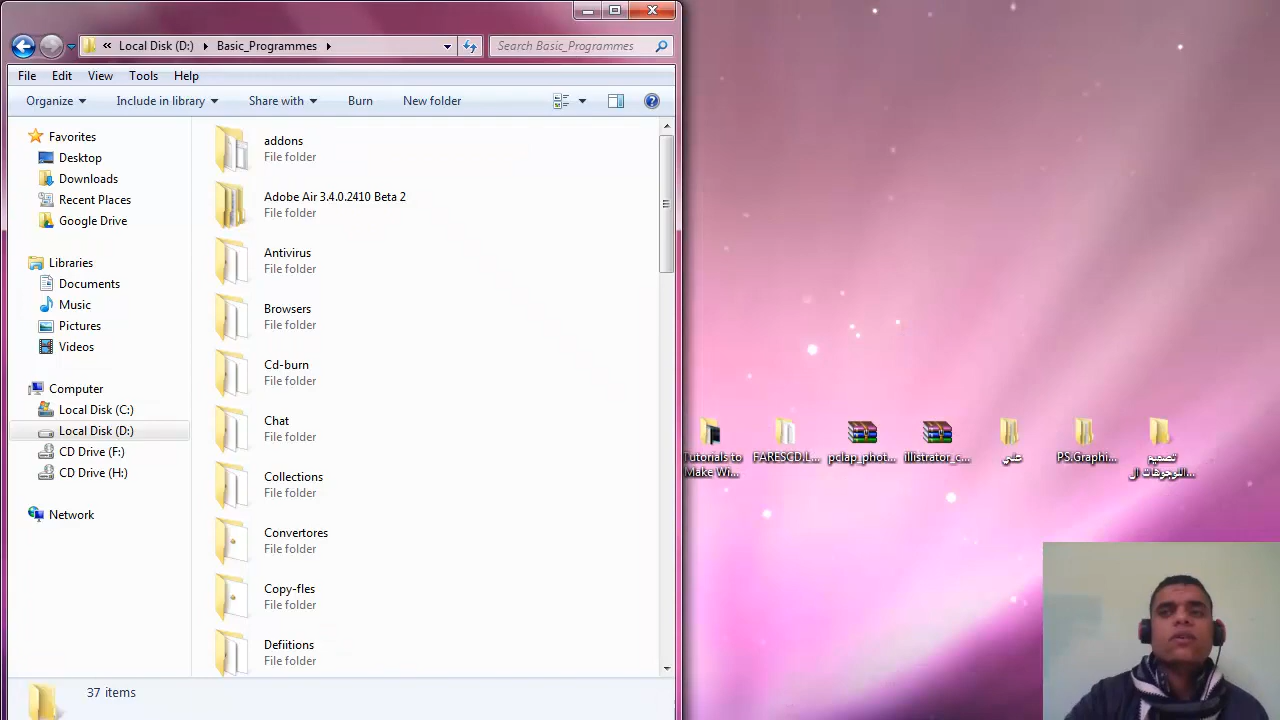 « Local Disk (D:) Basic_Programmes
Search Basic_Programmes
File Edit View Tools Help
Organize Include in library Share with Burn New folder
Favorites
Desktop
Downloads
Recent Places
Google Drive
Libraries
Documents
Music
Pictures
Videos
Computer
Local Disk (C:)
Local Disk (D:)
CD Drive (F:)
CD Drive (H:)
Network
addons
File folder
Adobe Air 3.4.0.2410 Beta 2
File folder
Antivirus
File folder
Browsers
File folder
Cd-burn
File folder
Chat
File folder
Collections
File folder
Convertores
File folder
Copy-fles
File folder
Defiitions
File folder
37 items
Tutorials to
Make Wi...
FARESCD.L...
pclap_phot...
illistrator_c...
PS.Graphi...
تصميم
اللوجوهات ال...